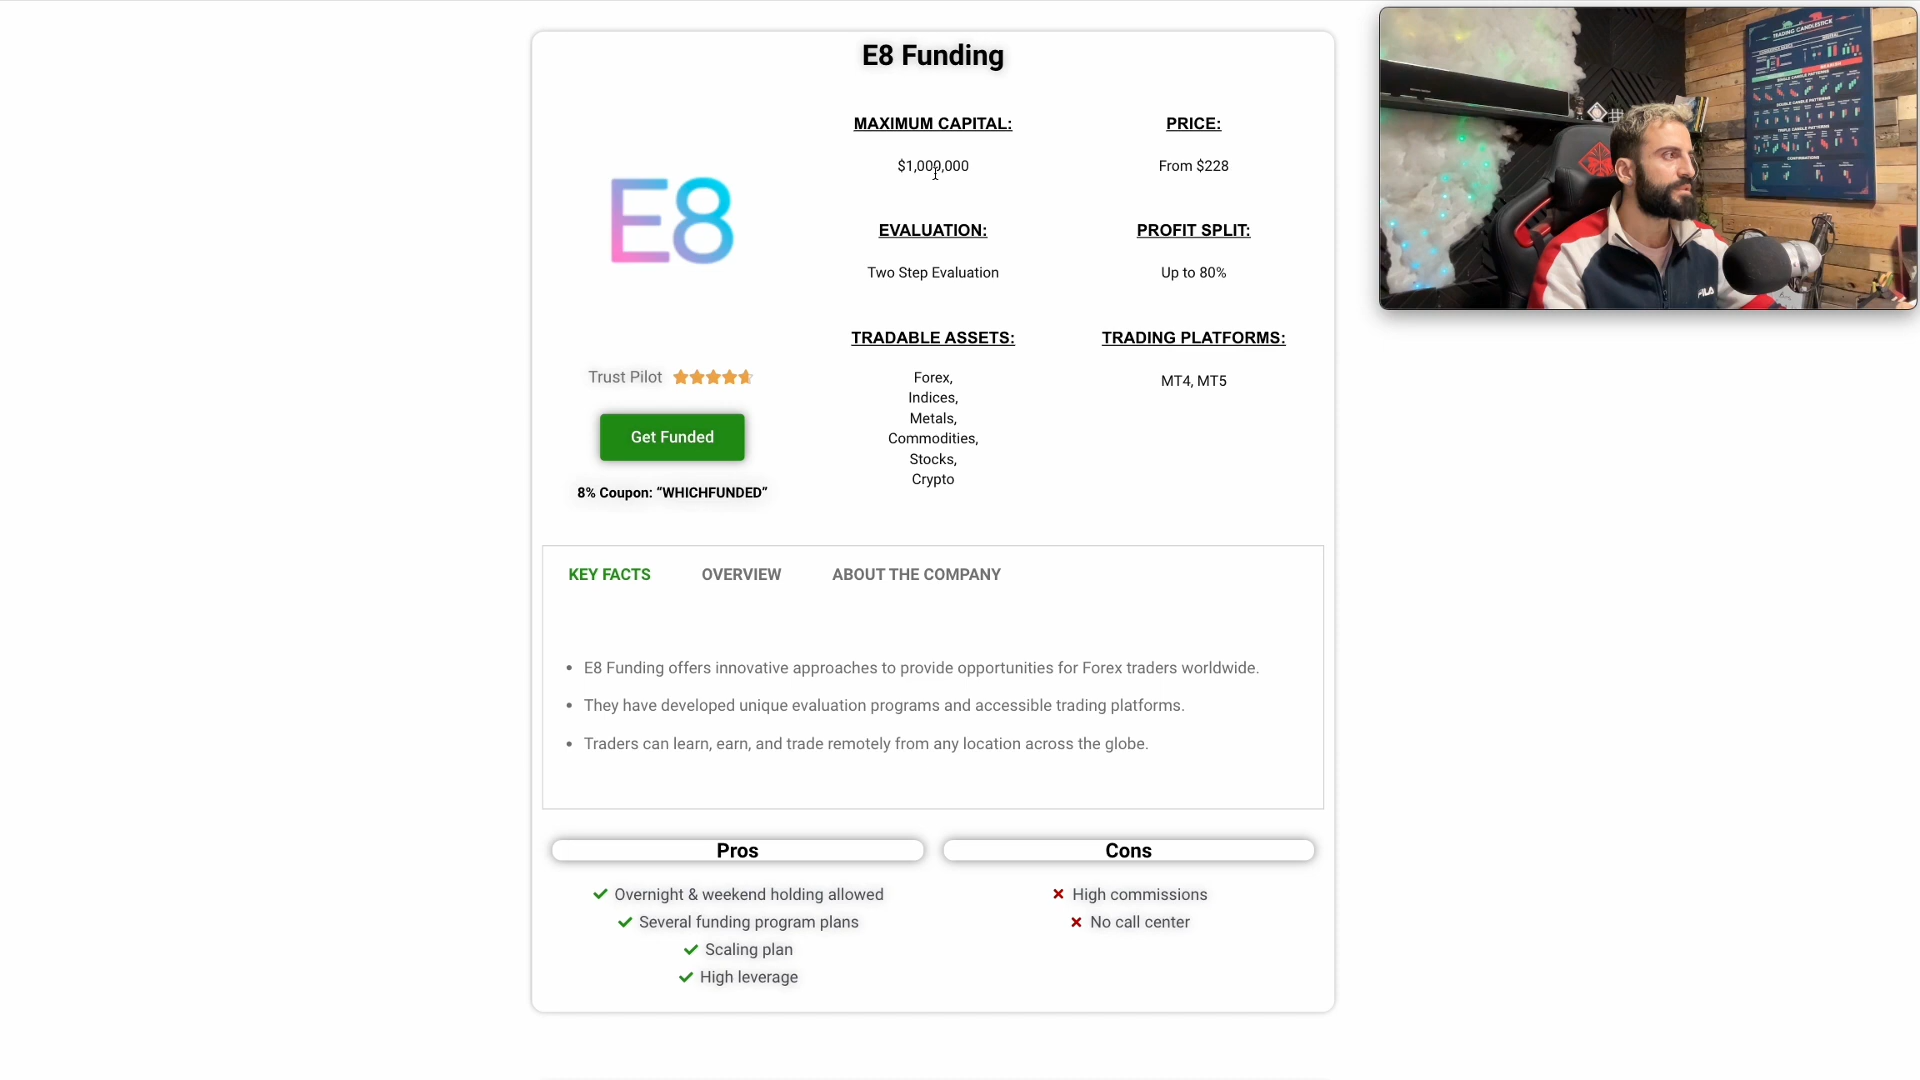 E8 Funding
MAXIMUM CAPITAL:
$1,000,000
PRICE:
From $228
E8
EVALUATION:
Two Step Evaluation
PROFIT SPLIT:
Up to 80%
TRADABLE ASSETS:
Forex,
Indices,
Metals,
Commodities,
Stocks,
Crypto
TRADING PLATFORMS:
MT4, MT5
Trust Pilot
Get Funded
8% Coupon: “WHICHFUNDED”
KEY FACTS
OVERVIEW
ABOUT THE COMPANY
• E8 Funding offers innovative approaches to provide opportunities for Forex traders worldwide.
• They have developed unique evaluation programs and accessible trading platforms.
• Traders can learn, earn, and trade remotely from any location across the globe.
Pros
Overnight & weekend holding allowed
Several funding program plans
Scaling plan
High leverage
Cons
High commissions
No call center
TRADING CANDLESTICK
FILA